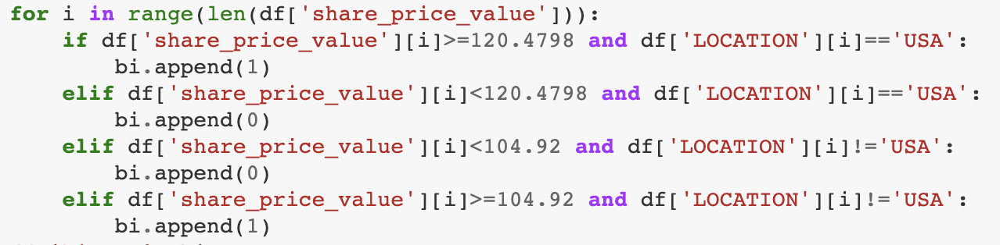 for i in range(len(df['share_price_value'])):
    if df['share_price_value'][i]>=120.4798 and df['LOCATION'][i]=='USA':
        bi.append(1)
    elif df['share_price_value'][i]<120.4798 and df['LOCATION'][i]=='USA':
        bi.append(0)
    elif df['share_price_value'][i]<104.92 and df['LOCATION'][i]!='USA':
        bi.append(0)
    elif df['share_price_value'][i]>=104.92 and df['LOCATION'][i]!='USA':
        bi.append(1)